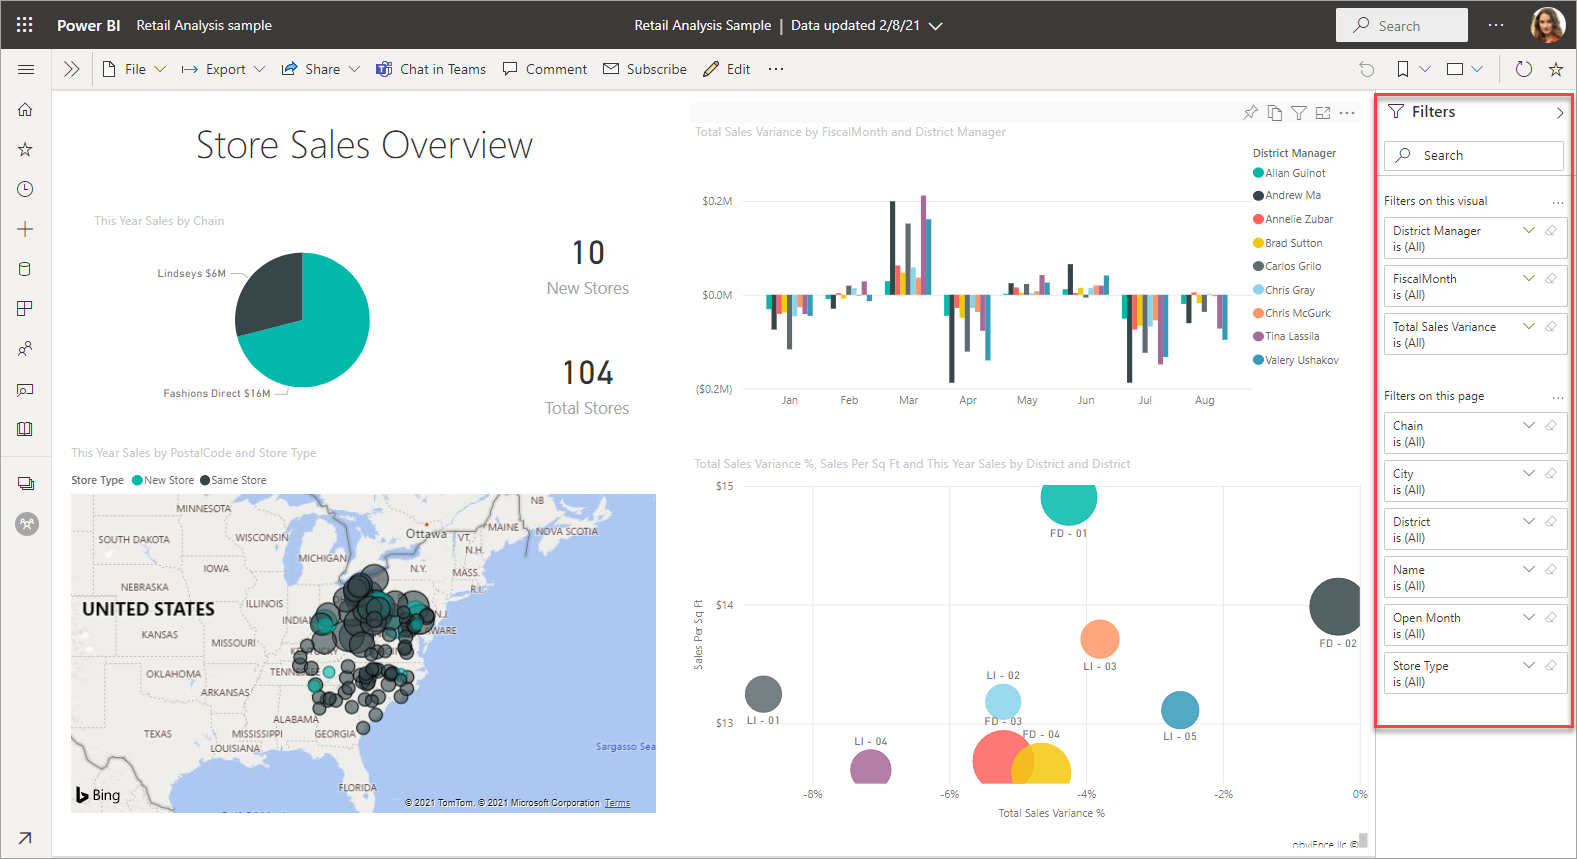 Power BI Retail Analysis sample
Retail Analysis Sample | Data updated 2/8/21
Search
File Export Share Chat in Teams Comment Subscribe Edit
Store Sales Overview
This Year Sales by Chain
Lindseys $6M
Fashions Direct $16M
10
New Stores
104
Total Stores
Total Sales Variance by FiscalMonth and District Manager
$0.2M
$0.0M
($0.2M)
Jan Feb Mar Apr May Jun Jul Aug
District Manager
Allan Guinot
Andrew Ma
Annelie Zubar
Brad Sutton
Carlos Grilo
Chris Gray
Chris McGurk
Tina Lassila
Valery Ushakov
This Year Sales by PostalCode and Store Type
Store Type New Store Same Store
MINNESOTA
NB
MAINE
NOVA SCOTIA
Ottawa
VT.
N.H.
SOUTH DAKOTA
WISCONSIN
MICHIGAN
N.Y.
MASS.
R.I.
IOWA
NEBRASKA
ILLINOIS
UNITED STATES
N.J.
KANSAS
MISSOURI
OKLAHOMA
ARKANSAS
ALABAMA
TEXAS
MISSISSIPPI
GEORGIA
LOUISIANA
Sargasso Sea
FLORIDA
Bing
© 2021 TomTom, © 2021 Microsoft Corporation Terms
Total Sales Variance %, Sales Per Sq Ft and This Year Sales by District and District
$15
$14
$13
Sales Per Sq Ft
FD - 01
FD - 02
LI - 03
LI - 02
LI - 01
FD - 03
FD - 04
LI - 05
LI - 04
-8% -6% -4% -2% 0%
Total Sales Variance %
obviEnce llc ©
Filters
Search
Filters on this visual
District Manager
is (All)
FiscalMonth
is (All)
Total Sales Variance
is (All)
Filters on this page
Chain
is (All)
City
is (All)
District
is (All)
Name
is (All)
Open Month
is (All)
Store Type
is (All)